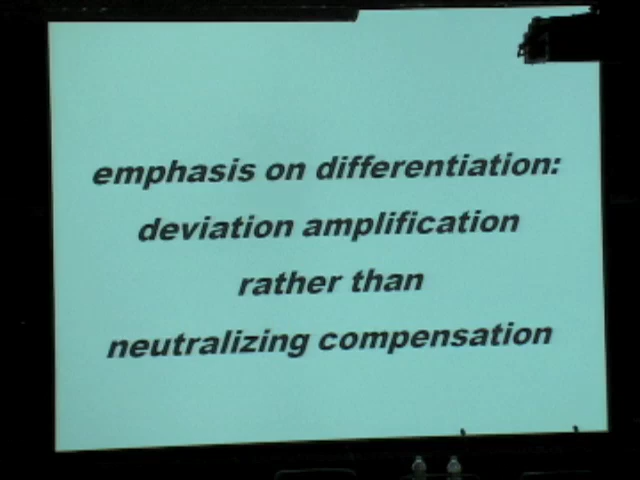 emphasis on differentiation:
deviation amplification
rather than
neutralizing compensation